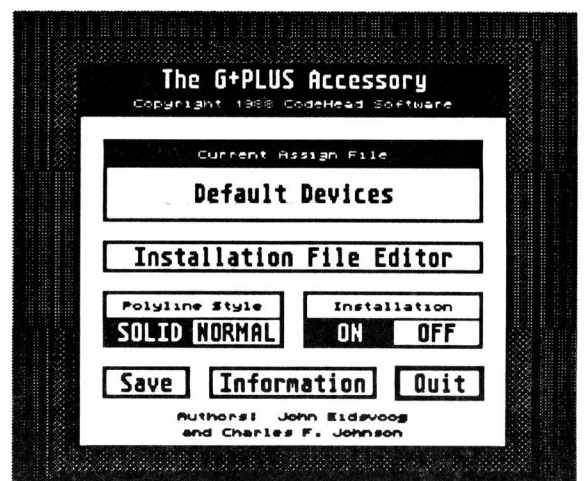 The G+PLUS Accessory
Copyright 1988 CodeHead Software
Current Assign File
Default Devices
Installation File Editor
Polyline Style
Installation
SOLID NORMAL
ON OFF
Save Information Quit
Authors: John Eidsvoog
and Charles F. Johnson